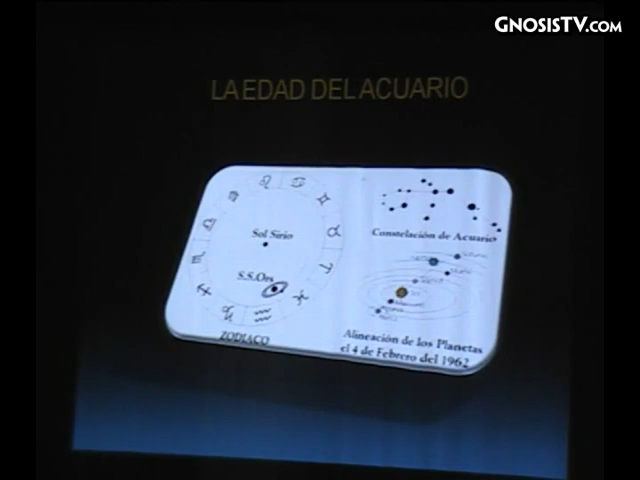 GNOSISTV.COM
LA EDAD DEL ACUARIO
Sol Sirio
S.S.Ors
ZODIACO
Constelación de Acuario
Alineación de los Planetas
el 4 de Febrero del 1962